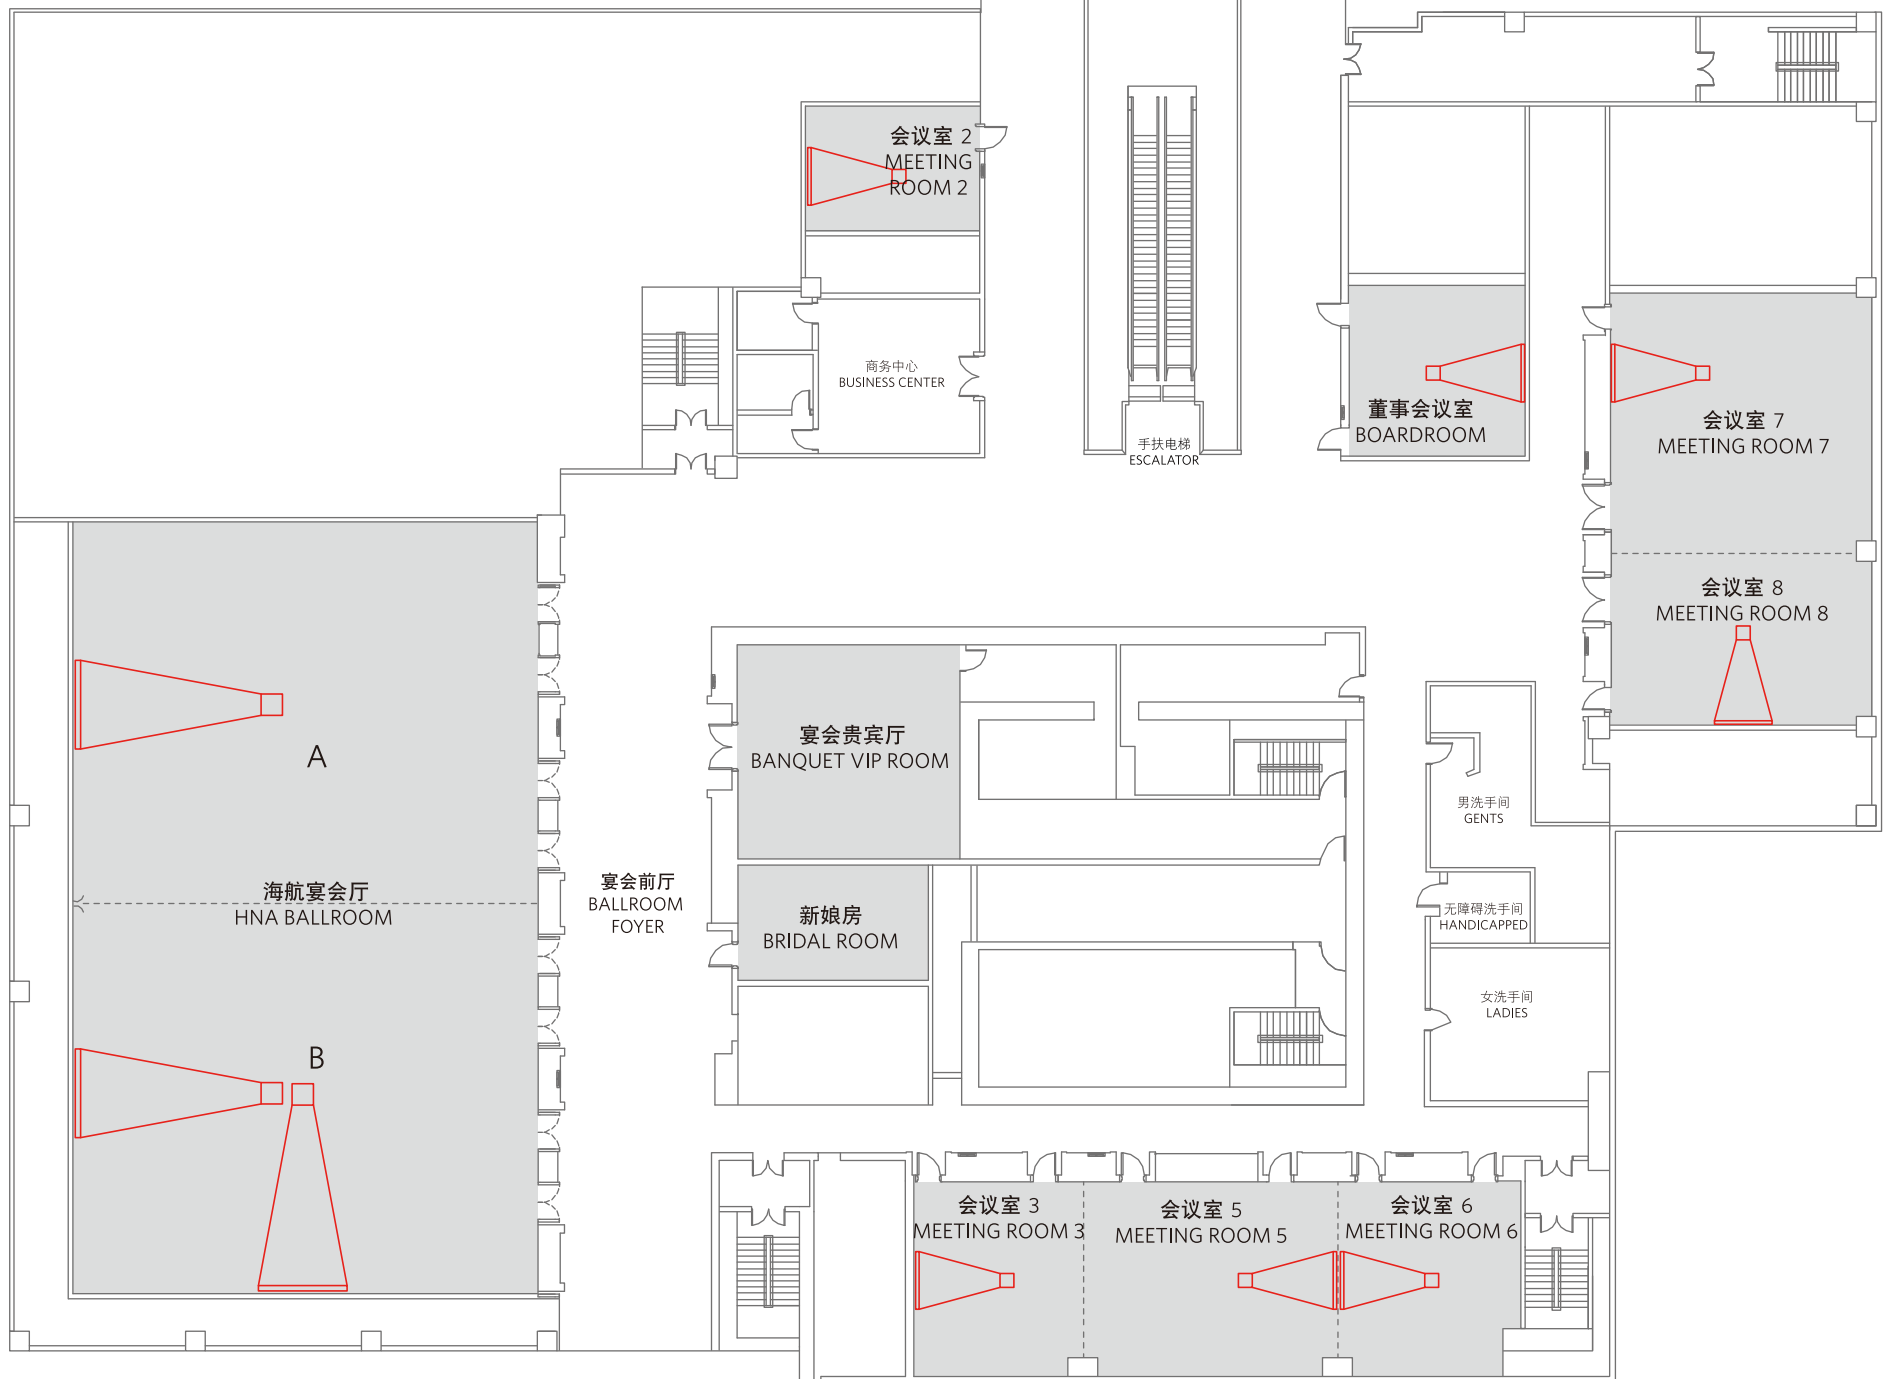 会议室 2
MEETING
ROOM 2
商务中心
BUSINESS CENTER
手扶电梯
ESCALATOR
董事会议室
BOARDROOM
会议室 7
MEETING ROOM 7
会议室 8
MEETING ROOM 8
A
宴会贵宾厅
BANQUET VIP ROOM
男洗手间
GENTS
海航宴会厅
HNA BALLROOM
宴会前厅
BALLROOM
FOYER
新娘房
BRIDAL ROOM
无障碍洗手间
HANDICAPPED
女洗手间
LADIES
B
会议室 3
MEETING ROOM 3
会议室 5
MEETING ROOM 5
会议室 6
MEETING ROOM 6